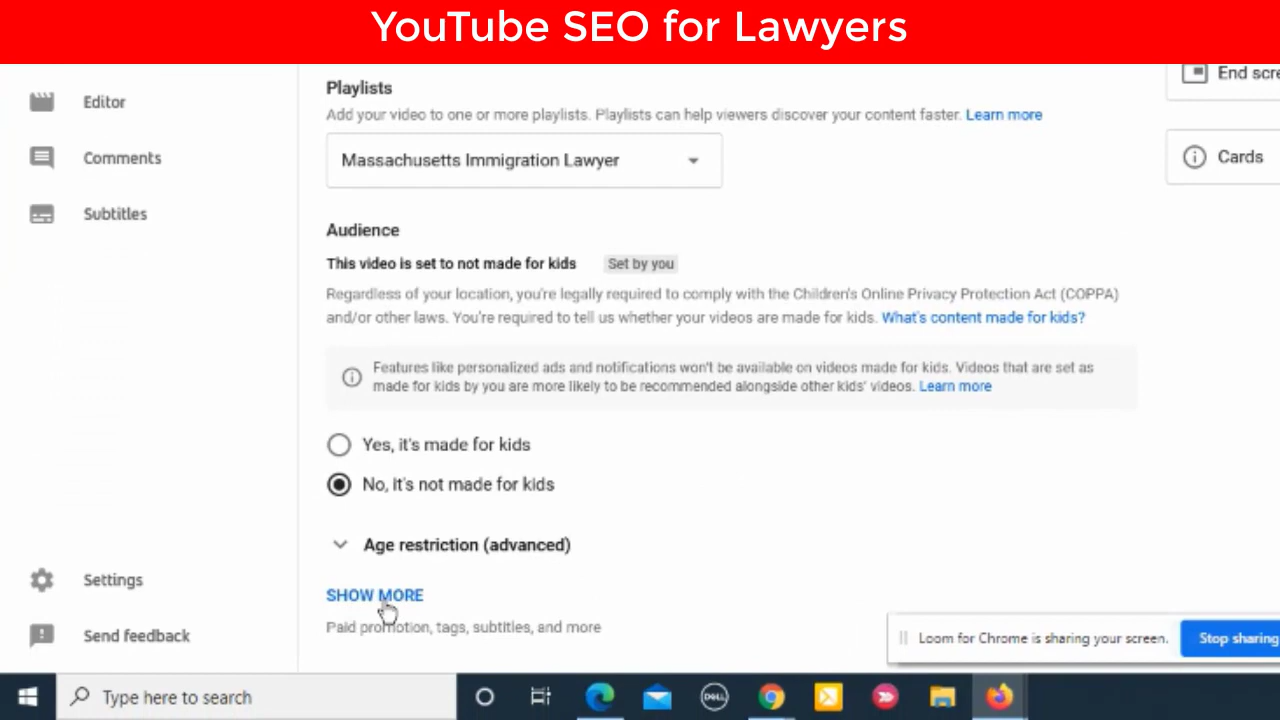 YouTube SEO for Lawyers
Editor
Comments
Subtitles
Settings
Send feedback
Playlists
Add your video to one or more playlists. Playlists can help viewers discover your content faster. Learn more
Massachusetts Immigration Lawyer
Audience
This video is set to not made for kids Set by you
Regardless of your location, you're legally required to comply with the Children's Online Privacy Protection Act (COPPA)
and/or other laws. You're required to tell us whether your videos are made for kids. What's content made for kids?
Features like personalized ads and notifications won't be available on videos made for kids. Videos that are set as
made for kids by you are more likely to be recommended alongside other kids' videos. Learn more
Yes, it's made for kids
No, it's not made for kids
Age restriction (advanced)
SHOW MORE
Paid promotion, tags, subtitles, and more
End scre
Cards
Loom for Chrome is sharing your screen. Stop sharing
Type here to search
DELL